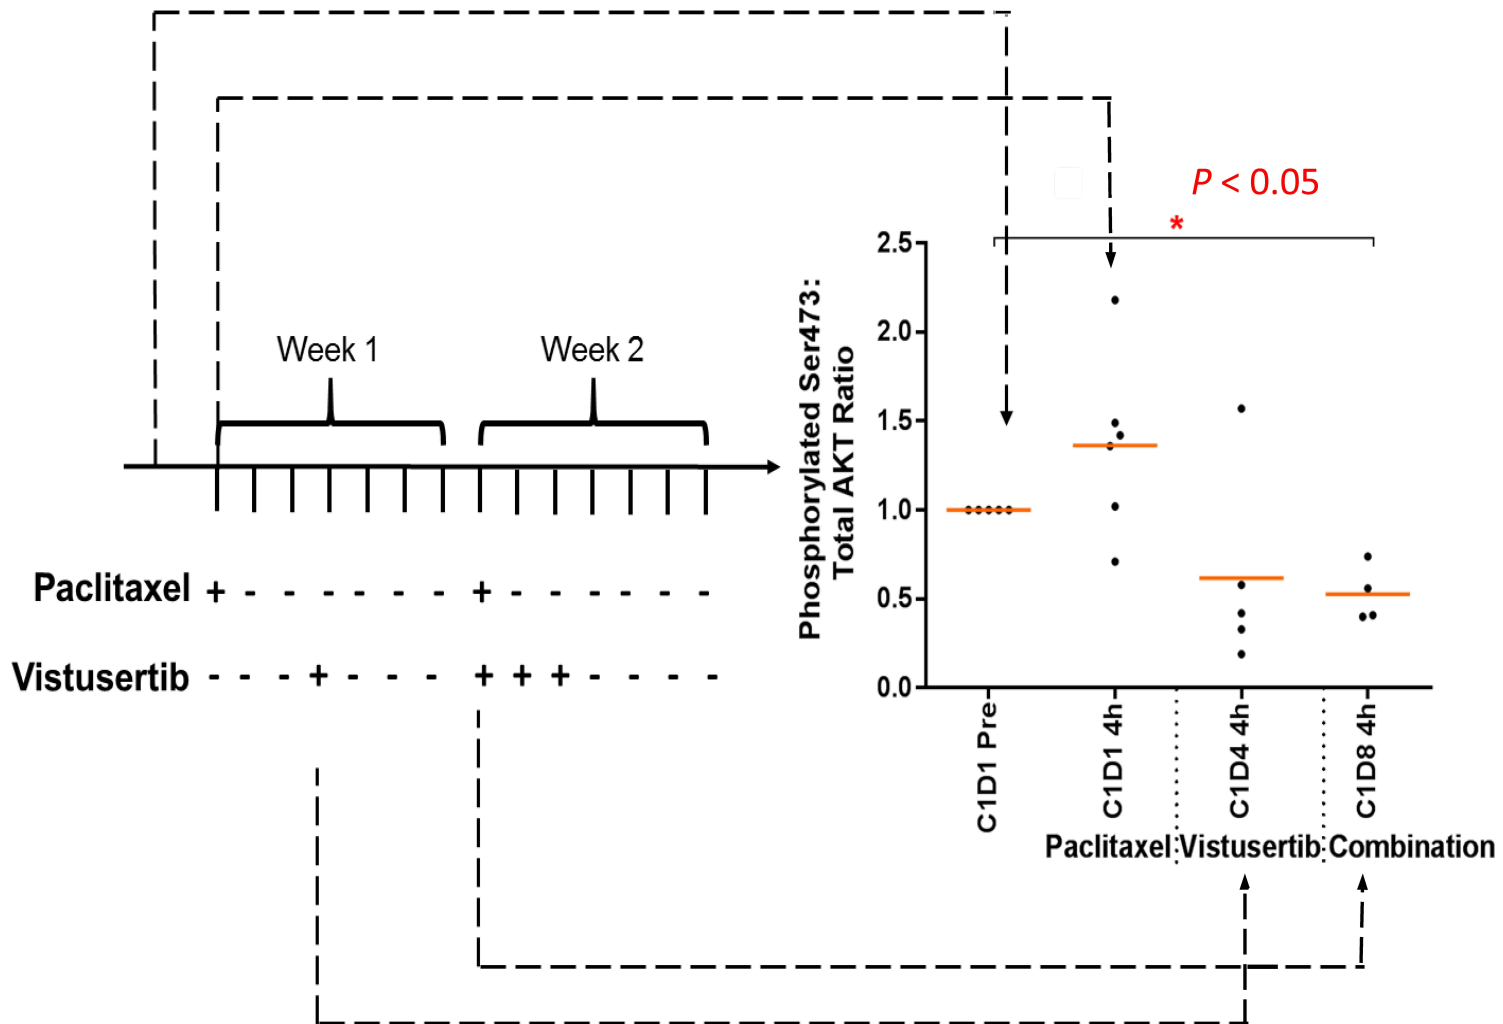 Week 1
Week 2
Paclitaxel + - - - - - - + - - - - - -
Vistusertib - - - + - - - + + + - - - -
P < 0.05
*
Phosphorylated Ser473:
Total AKT Ratio
2.5
2.0
1.5
1.0
0.5
0.0
C1D1 Pre
C1D1 4h
C1D4 4h
C1D8 4h
Paclitaxel Vistusertib Combination